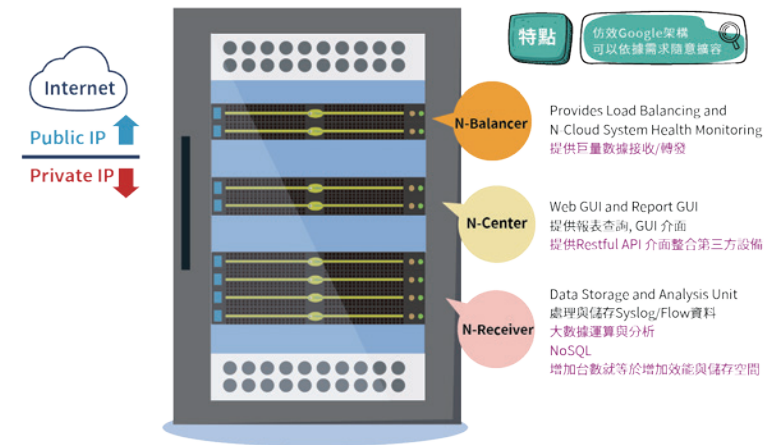 特點
仿效Google架構
可以依據需求隨意擴容
Internet
Public IP
Private IP
N-Balancer
Provides Load Balancing and
N-Cloud System Health Monitoring
提供巨量數據接收/轉發
N-Center
Web GUI and Report GUI
提供報表查詢, GUI 介面
提供Restful API 介面整合第三方設備
N-Receiver
Data Storage and Analysis Unit
處理與儲存Syslog/Flow資料
大數據運算與分析
NoSQL
增加台數就等於增加效能與儲存空間